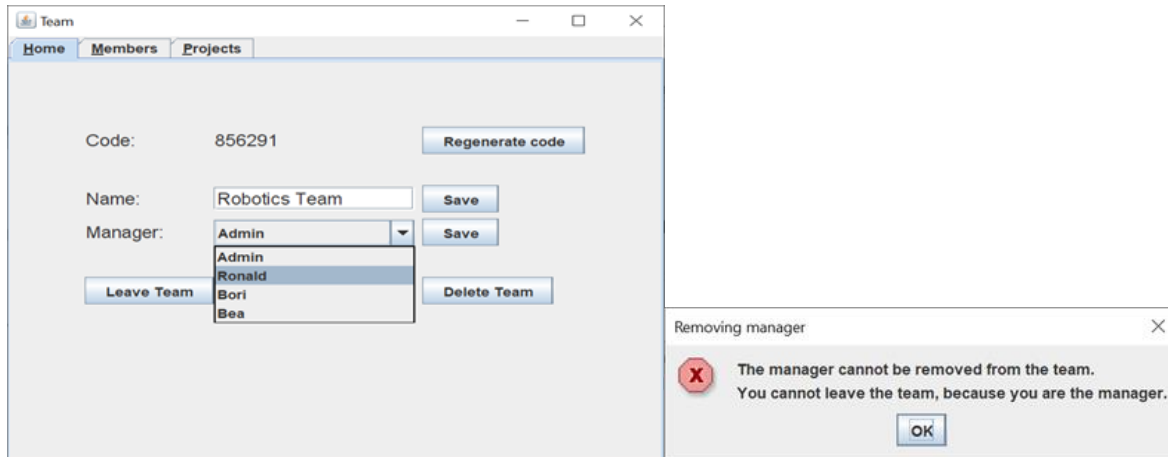 Team
Home Members Projects
Code: 856291 Regenerate code
Name: Robotics Team Save
Manager: Admin Save
Admin
Ronald
Leave Team Bori Delete Team
Bea
Removing manager
The manager cannot be removed from the team.
You cannot leave the team, because you are the manager.
OK